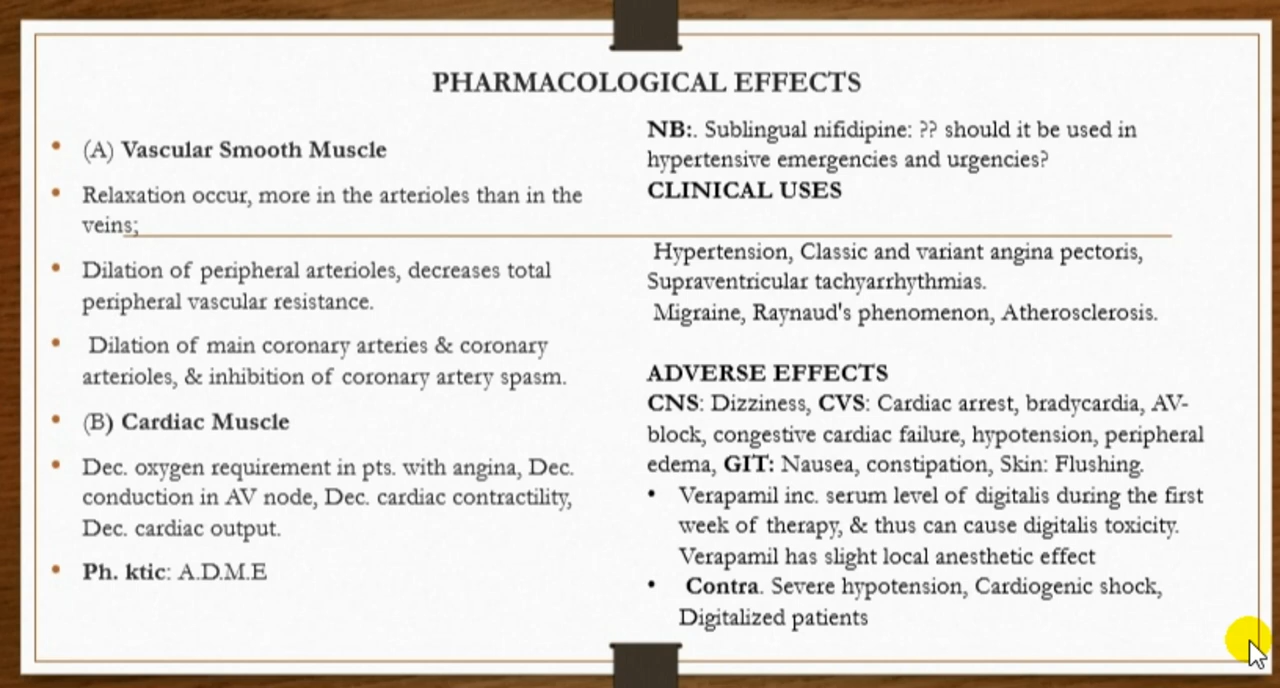 PHARMACOLOGICAL EFFECTS
• (A) Vascular Smooth Muscle
• Relaxation occur, more in the arterioles than in the
veins;
• Dilation of peripheral arterioles, decreases total
peripheral vascular resistance.
• Dilation of main coronary arteries & coronary
arterioles, & inhibition of coronary artery spasm.
• (B) Cardiac Muscle
• Dec. oxygen requirement in pts. with angina, Dec.
conduction in AV node, Dec. cardiac contractility,
Dec. cardiac output.
• Ph. ktic: A.D.M.E
NB:. Sublingual nifidipine: ?? should it be used in
hypertensive emergencies and urgencies?
CLINICAL USES
Hypertension, Classic and variant angina pectoris,
Supraventricular tachyarrhythmias.
Migraine, Raynaud's phenomenon, Atherosclerosis.
ADVERSE EFFECTS
CNS: Dizziness, CVS: Cardiac arrest, bradycardia, AV-
block, congestive cardiac failure, hypotension, peripheral
edema, GIT: Nausea, constipation, Skin: Flushing.
• Verapamil inc. serum level of digitalis during the first
week of therapy, & thus can cause digitalis toxicity.
Verapamil has slight local anesthetic effect
• Contra. Severe hypotension, Cardiogenic shock,
Digitalized patients